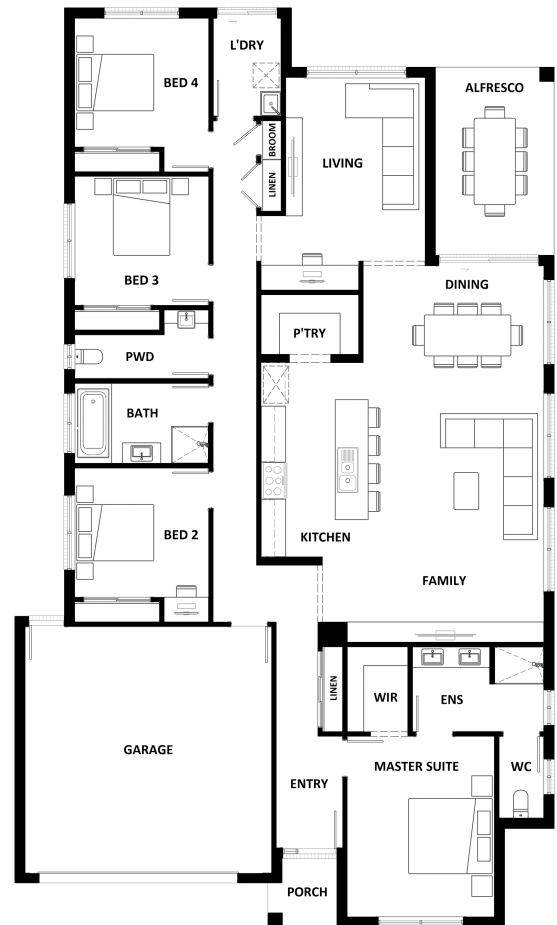 L'DRY
BED 4
ALFRESCO
BROOM
LIVING
LINEN
BED 3
DINING
P'TRY
PWD
BATH
BED 2
KITCHEN
FAMILY
LINEN
WIR
ENS
GARAGE
MASTER SUITE
WC
ENTRY
PORCH